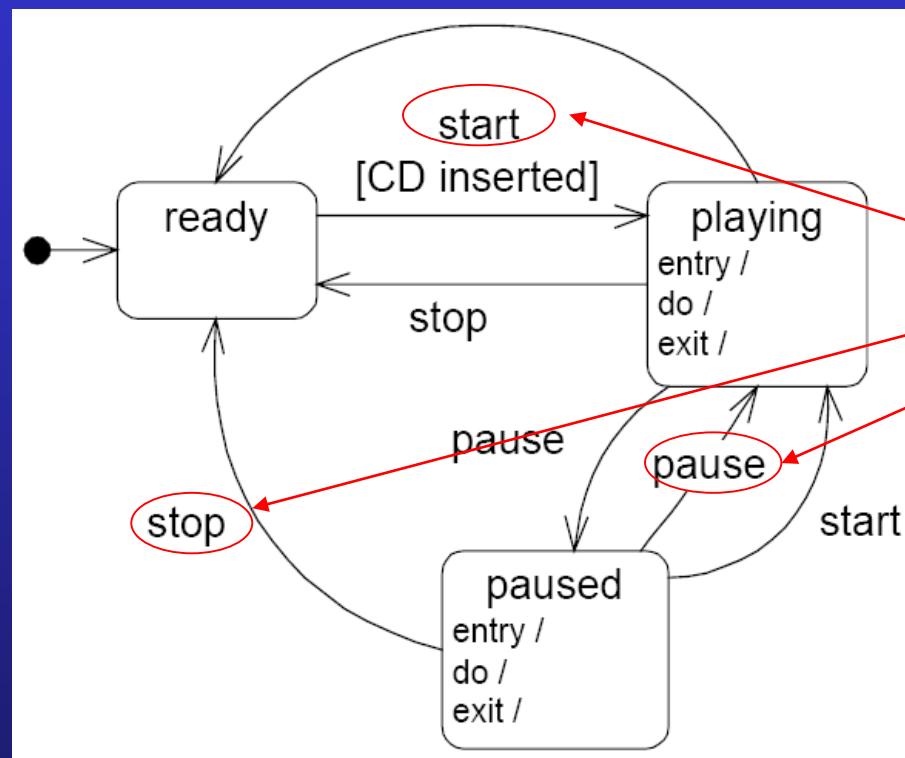 start
[CD inserted]
ready
playing
entry /
do /
exit /
stop
pause
pause
stop
start
paused
entry /
do /
exit /